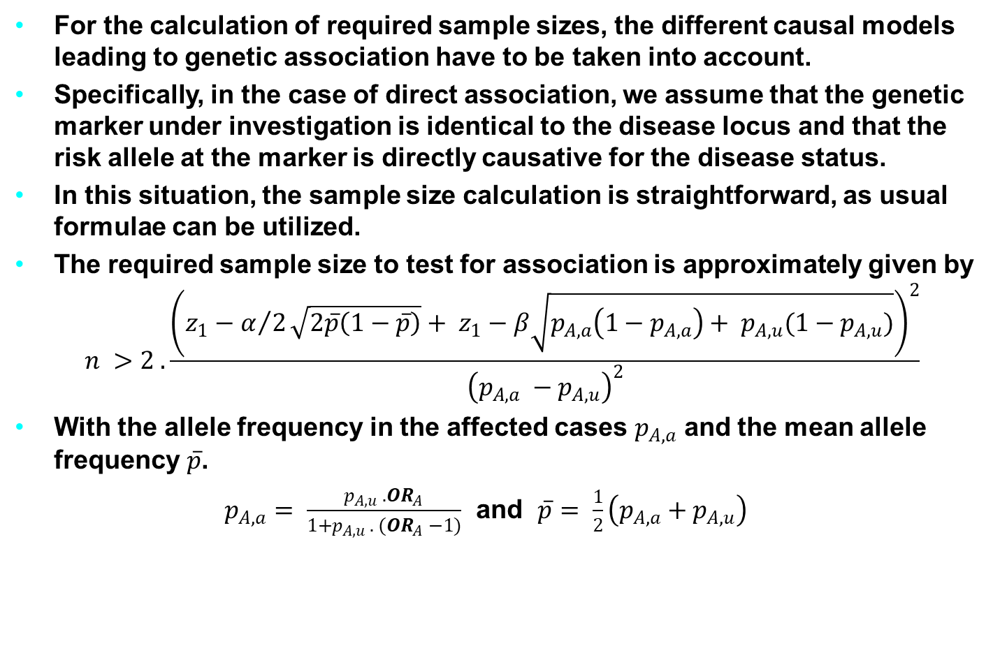 • For the calculation of required sample sizes, the different causal models
leading to genetic association have to be taken into account.
• Specifically, in the case of direct association, we assume that the genetic
marker under investigation is identical to the disease locus and that the
risk allele at the marker is directly causative for the disease status.
• In this situation, the sample size calculation is straightforward, as usual
formulae can be utilized.
• The required sample size to test for association is approximately given by
$n > 2 . \frac{\left(z_1 - \alpha/2 \sqrt{2\bar{p}(1 - \bar{p})} + z_1 - \beta \sqrt{p_{A,a}(1 - p_{A,a}) + p_{A,u}(1 - p_{A,u})}\right)^2}{(p_{A,a} - p_{A,u})^2}$
• With the allele frequency in the affected cases $p_{A,a}$ and the mean allele
frequency $\bar{p}$.
$p_{A,a} = \frac{p_{A,u} . \boldsymbol{OR}_A}{1 + p_{A,u} . (\boldsymbol{OR}_A - 1)}$ and $\bar{p} = \frac{1}{2}(p_{A,a} + p_{A,u})$